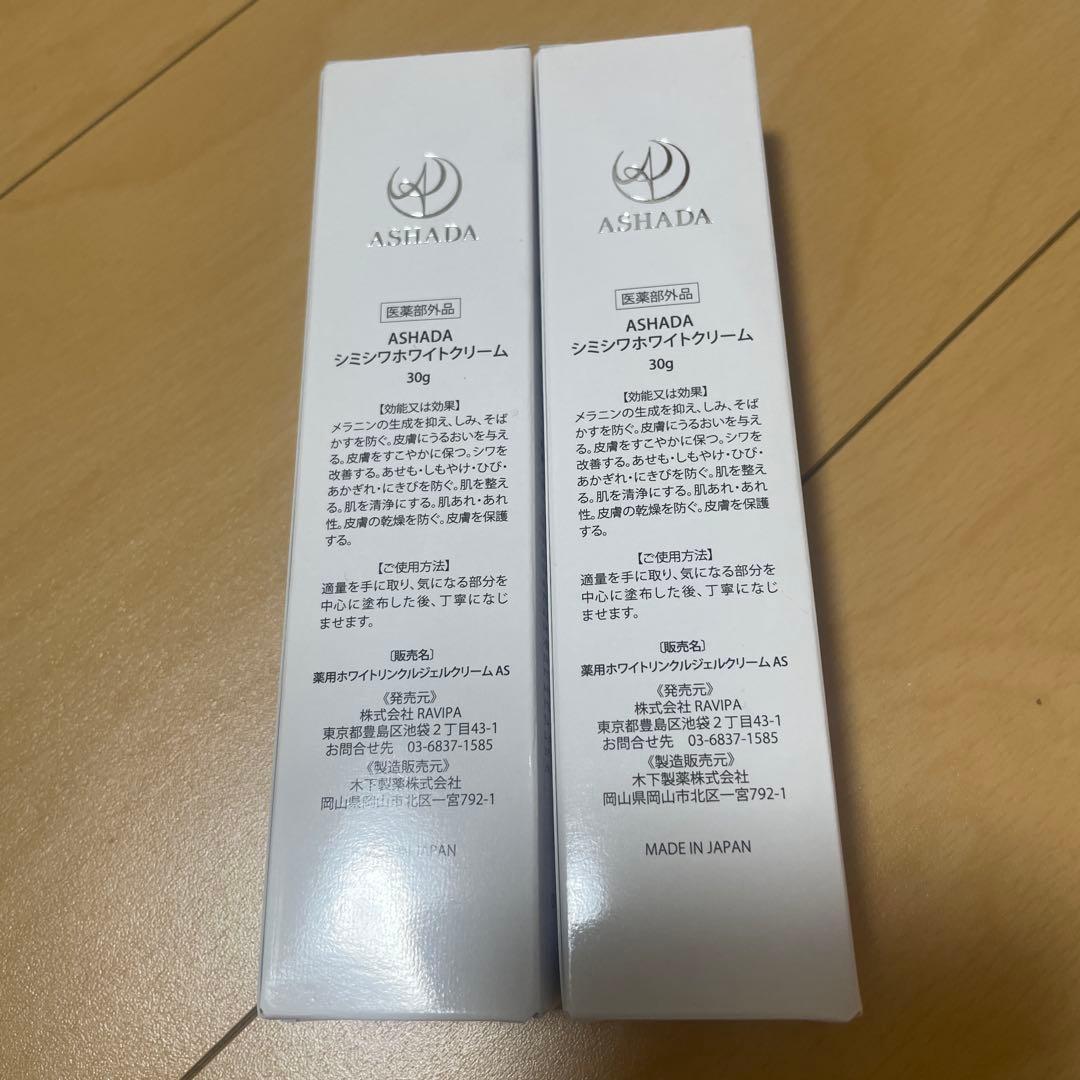 ASHADA
医薬部外品
ASHADA
シミシワホワイトクリーム
30g
【効能又は効果】
メラニンの生成を抑え、しみ、そば
かすを防ぐ。皮膚にうるおいを与え
る。皮膚をすこやかに保つ。シワを
改善する。あせも・しもやけ・ひび・
あかぎれ・にきびを防ぐ。肌を整え
る。肌を清浄にする。肌あれ・あれ
性。皮膚の乾燥を防ぐ。皮膚を保護
する。
【ご使用方法】
適量を手に取り、気になる部分を
中心に塗布した後、丁寧になじ
ませます。
〔販売名〕
薬用ホワイトリンクルジェルクリーム AS
《発売元》
株式会社 RAVIPA
東京都豊島区池袋２丁目43-1
お問合せ先　03-6837-1585
《製造販売元》
木下製薬株式会社
岡山県岡山市北区一宮792-1
JAPAN
ASHADA
医薬部外品
ASHADA
シミシワホワイトクリーム
30g
【効能又は効果】
メラニンの生成を抑え、しみ、そば
かすを防ぐ。皮膚にうるおいを与え
る。皮膚をすこやかに保つ。シワを
改善する。あせも・しもやけ・ひび・
あかぎれ・にきびを防ぐ。肌を整え
る。肌を清浄にする。肌あれ・あれ
性。皮膚の乾燥を防ぐ。皮膚を保護
する。
【ご使用方法】
適量を手に取り、気になる部分を
中心に塗布した後、丁寧になじ
ませます。
〔販売名〕
薬用ホワイトリンクルジェルクリーム AS
《発売元》
株式会社 RAVIPA
東京都豊島区池袋２丁目43-1
お問合せ先　03-6837-1585
《製造販売元》
木下製薬株式会社
岡山県岡山市北区一宮792-1
MADE IN JAPAN